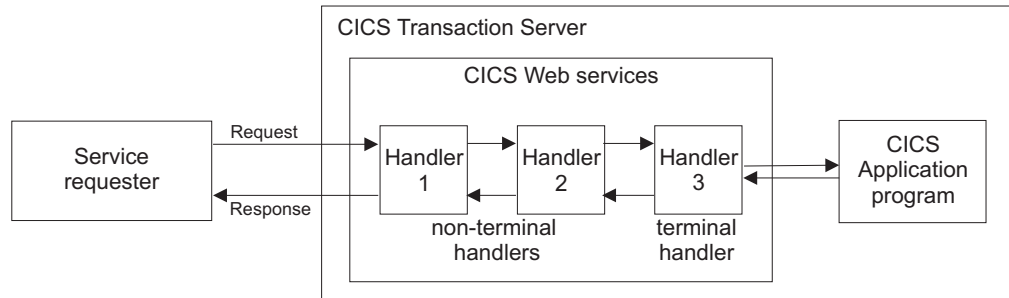 CICS Transaction Server
CICS Web services
Service
requester
Request
Response
Handler
1
Handler
2
Handler
3
non-terminal
handlers
terminal
handler
CICS
Application
program